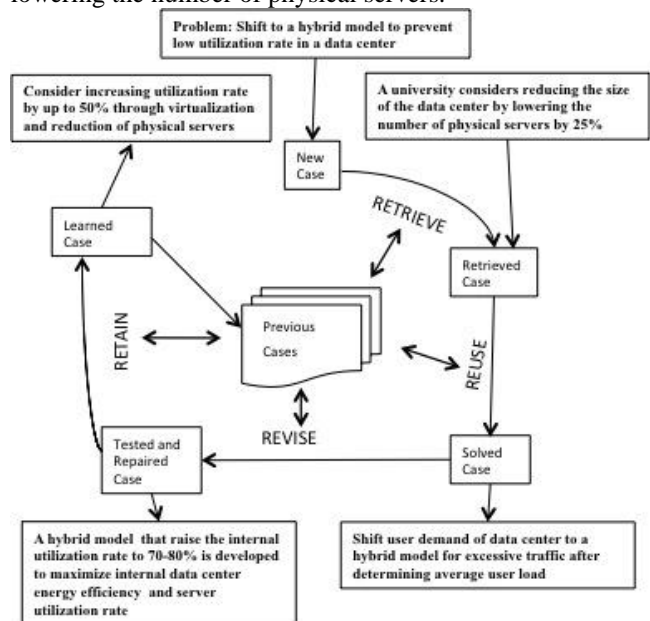 lowering the number of physical servers.
Problem: Shift to a hybrid model to prevent
low utilization rate in a data center
Consider increasing utilization rate
by up to 50% through virtualization
and reduction of physical servers
A university considers reducing the size
of the data center by lowering the
number of physical servers by 25%
New
Case
RETRIEVE
Learned
Case
Retrieved
Case
Previous
Cases
RETAIN
REUSE
REVISE
Tested and
Repaired
Case
Solved
Case
A hybrid model that raise the internal
utilization rate to 70-80% is developed
to maximize internal data center
energy efficiency and server
utilization rate
Shift user demand of data center to a
hybrid model for excessive traffic after
determining average user load